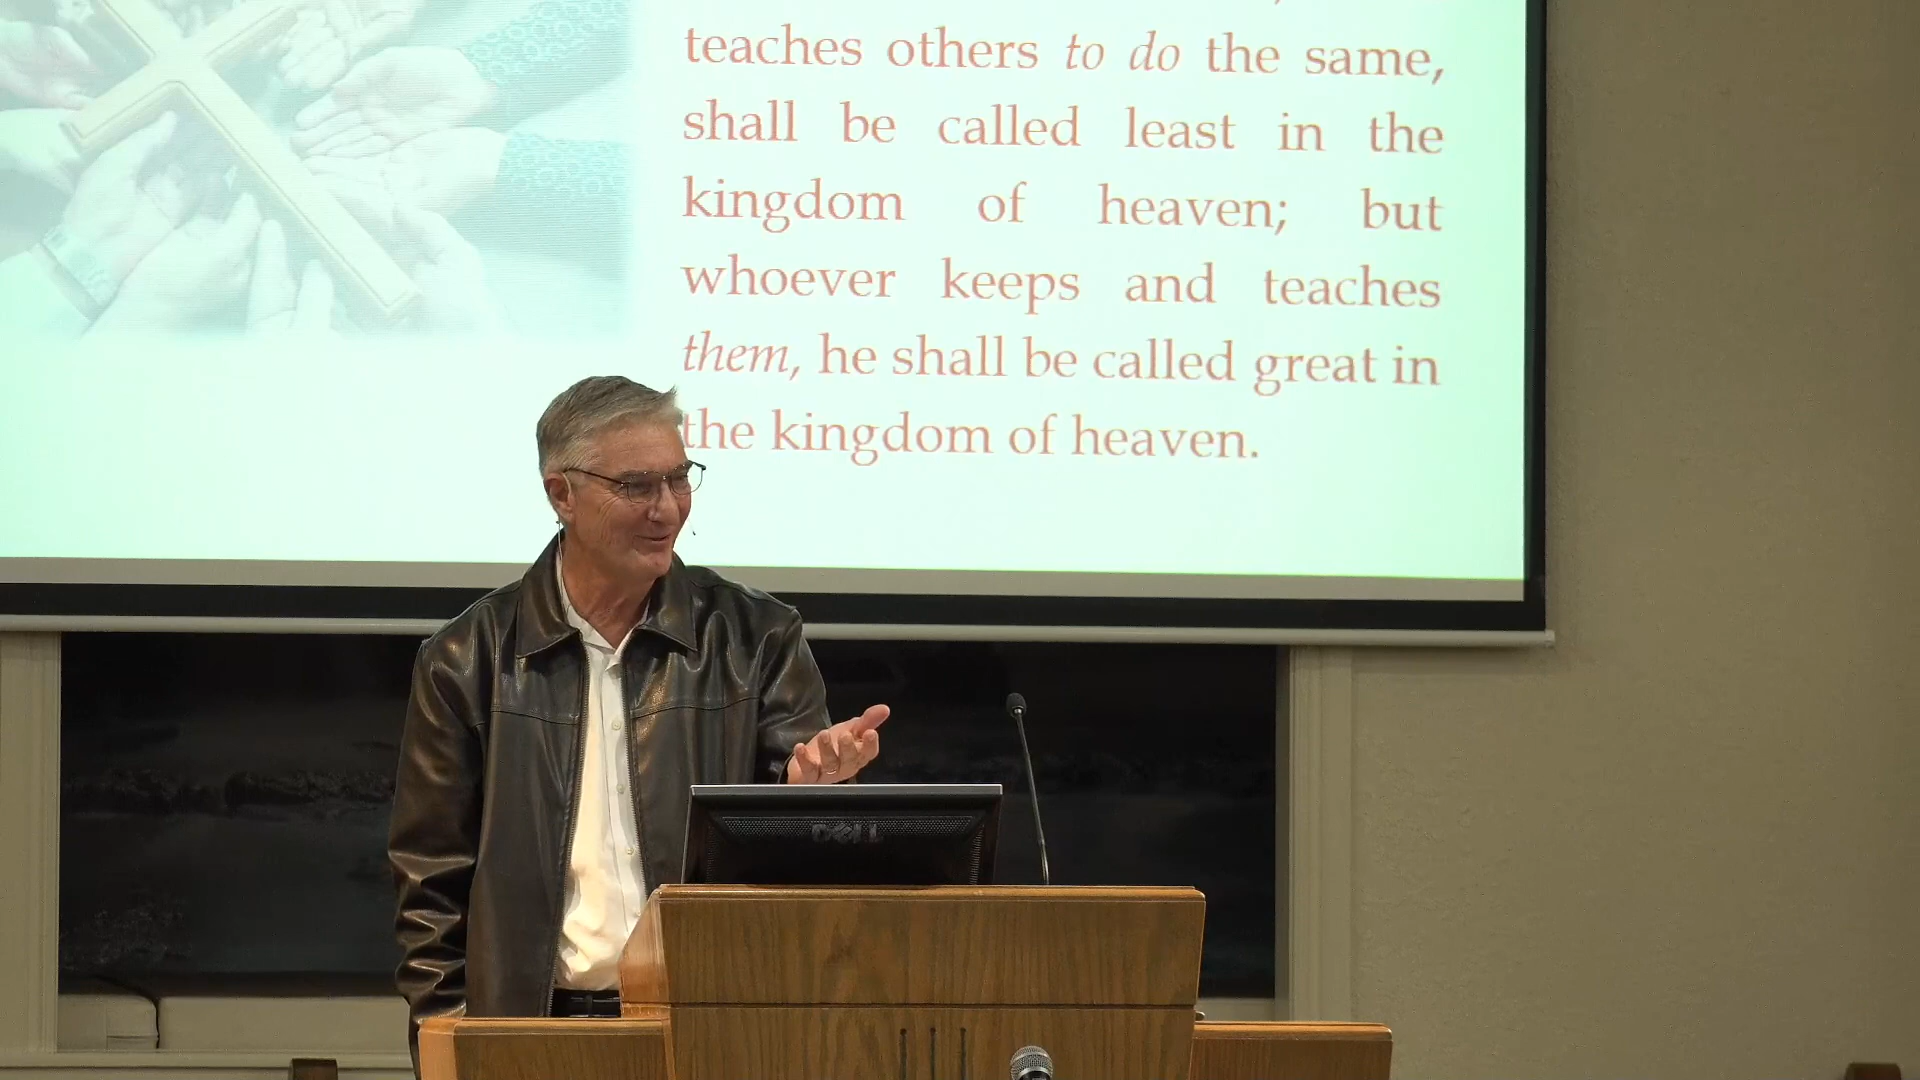 teaches others to do the same,
shall be called least in the
kingdom of heaven; but
whoever keeps and teaches
them, he shall be called great in
the kingdom of heaven.
DELL